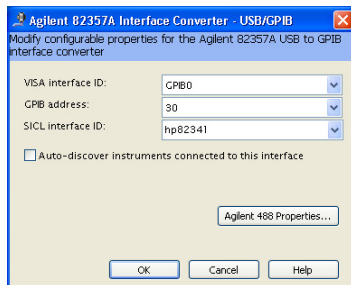 Agilent 82357A Interface Converter - USB/GPIB
Modify configurable properties for the Agilent 82357A USB to GPIB
interface converter
VISA interface ID:
GPIB0
GPIB address:
30
SICL interface ID:
hp82341
Auto-discover instruments connected to this interface
Agilent 488 Properties...
OK Cancel Help